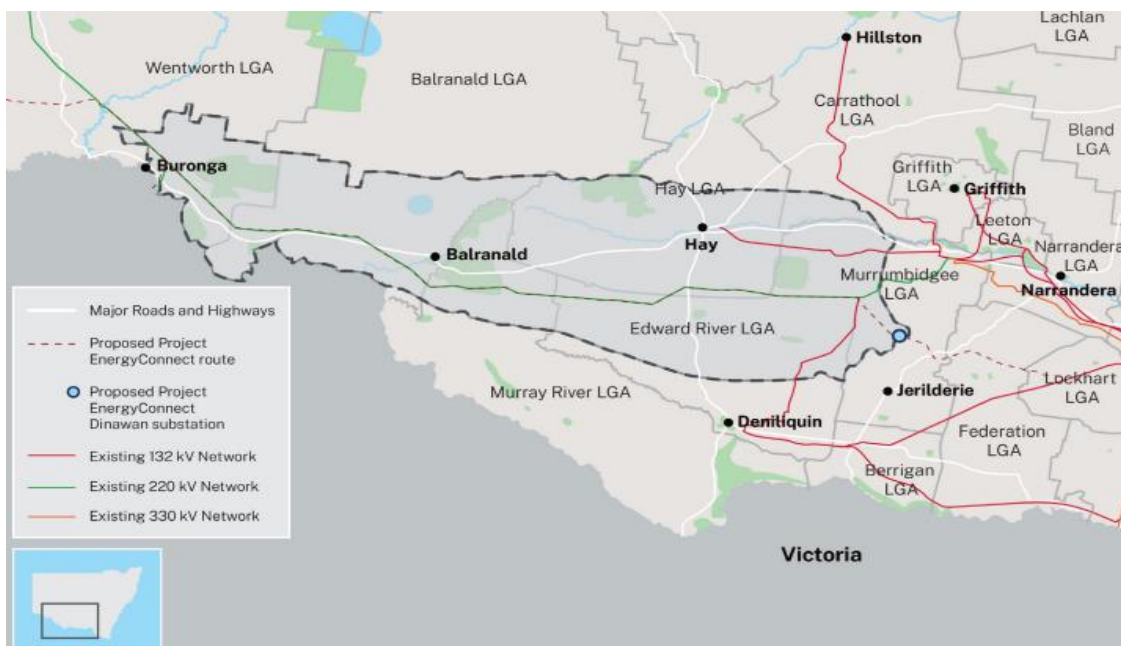 Hillston
Lachlan
LGA
Wentworth LGA
Balranald LGA
Carrathool
LGA
Bland
LGA
Buronga
Griffith
LGA
Griffith
Hay LGA
Leeton
LGA
Hay
Balranald
Narrandera
LGA
Murrumbidgee
LGA
Narrandera
Edward River LGA
Murray River LGA
Jerilderie
Lockhart
LGA
Deniliquin
Federation
LGA
Berrigan
LGA
Victoria
Major Roads and Highways
Proposed Project
EnergyConnect route
Proposed Project
EnergyConnect
Dinawan substation
Existing 132 kV Network
Existing 220 kV Network
Existing 330 kV Network